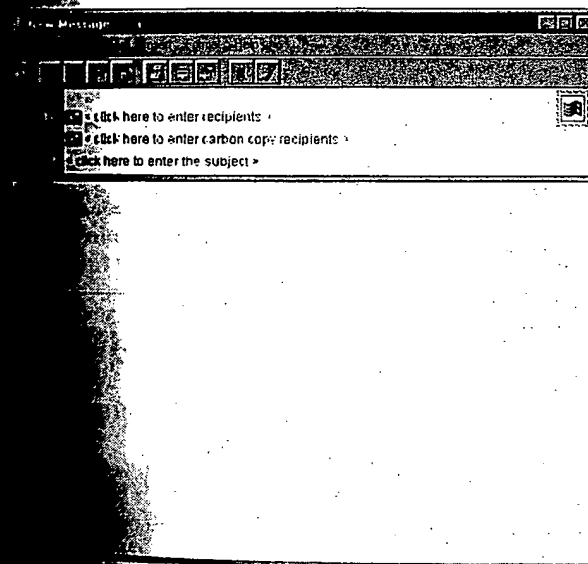 New Message
< click here to enter recipients >
< click here to enter carbon copy recipients >
click here to enter the subject >